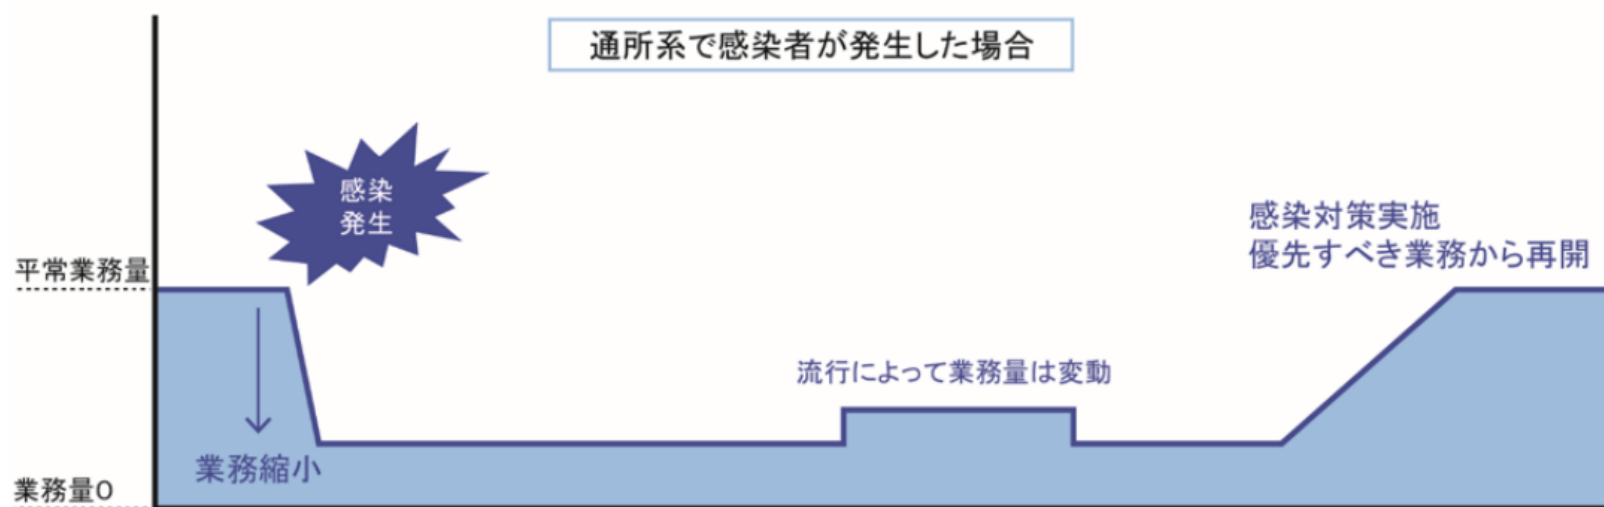 通所系で感染者が発生した場合
感染
発生
感染対策実施
優先すべき業務から再開
平常業務量
流行によって業務量は変動
業務縮小
業務量0